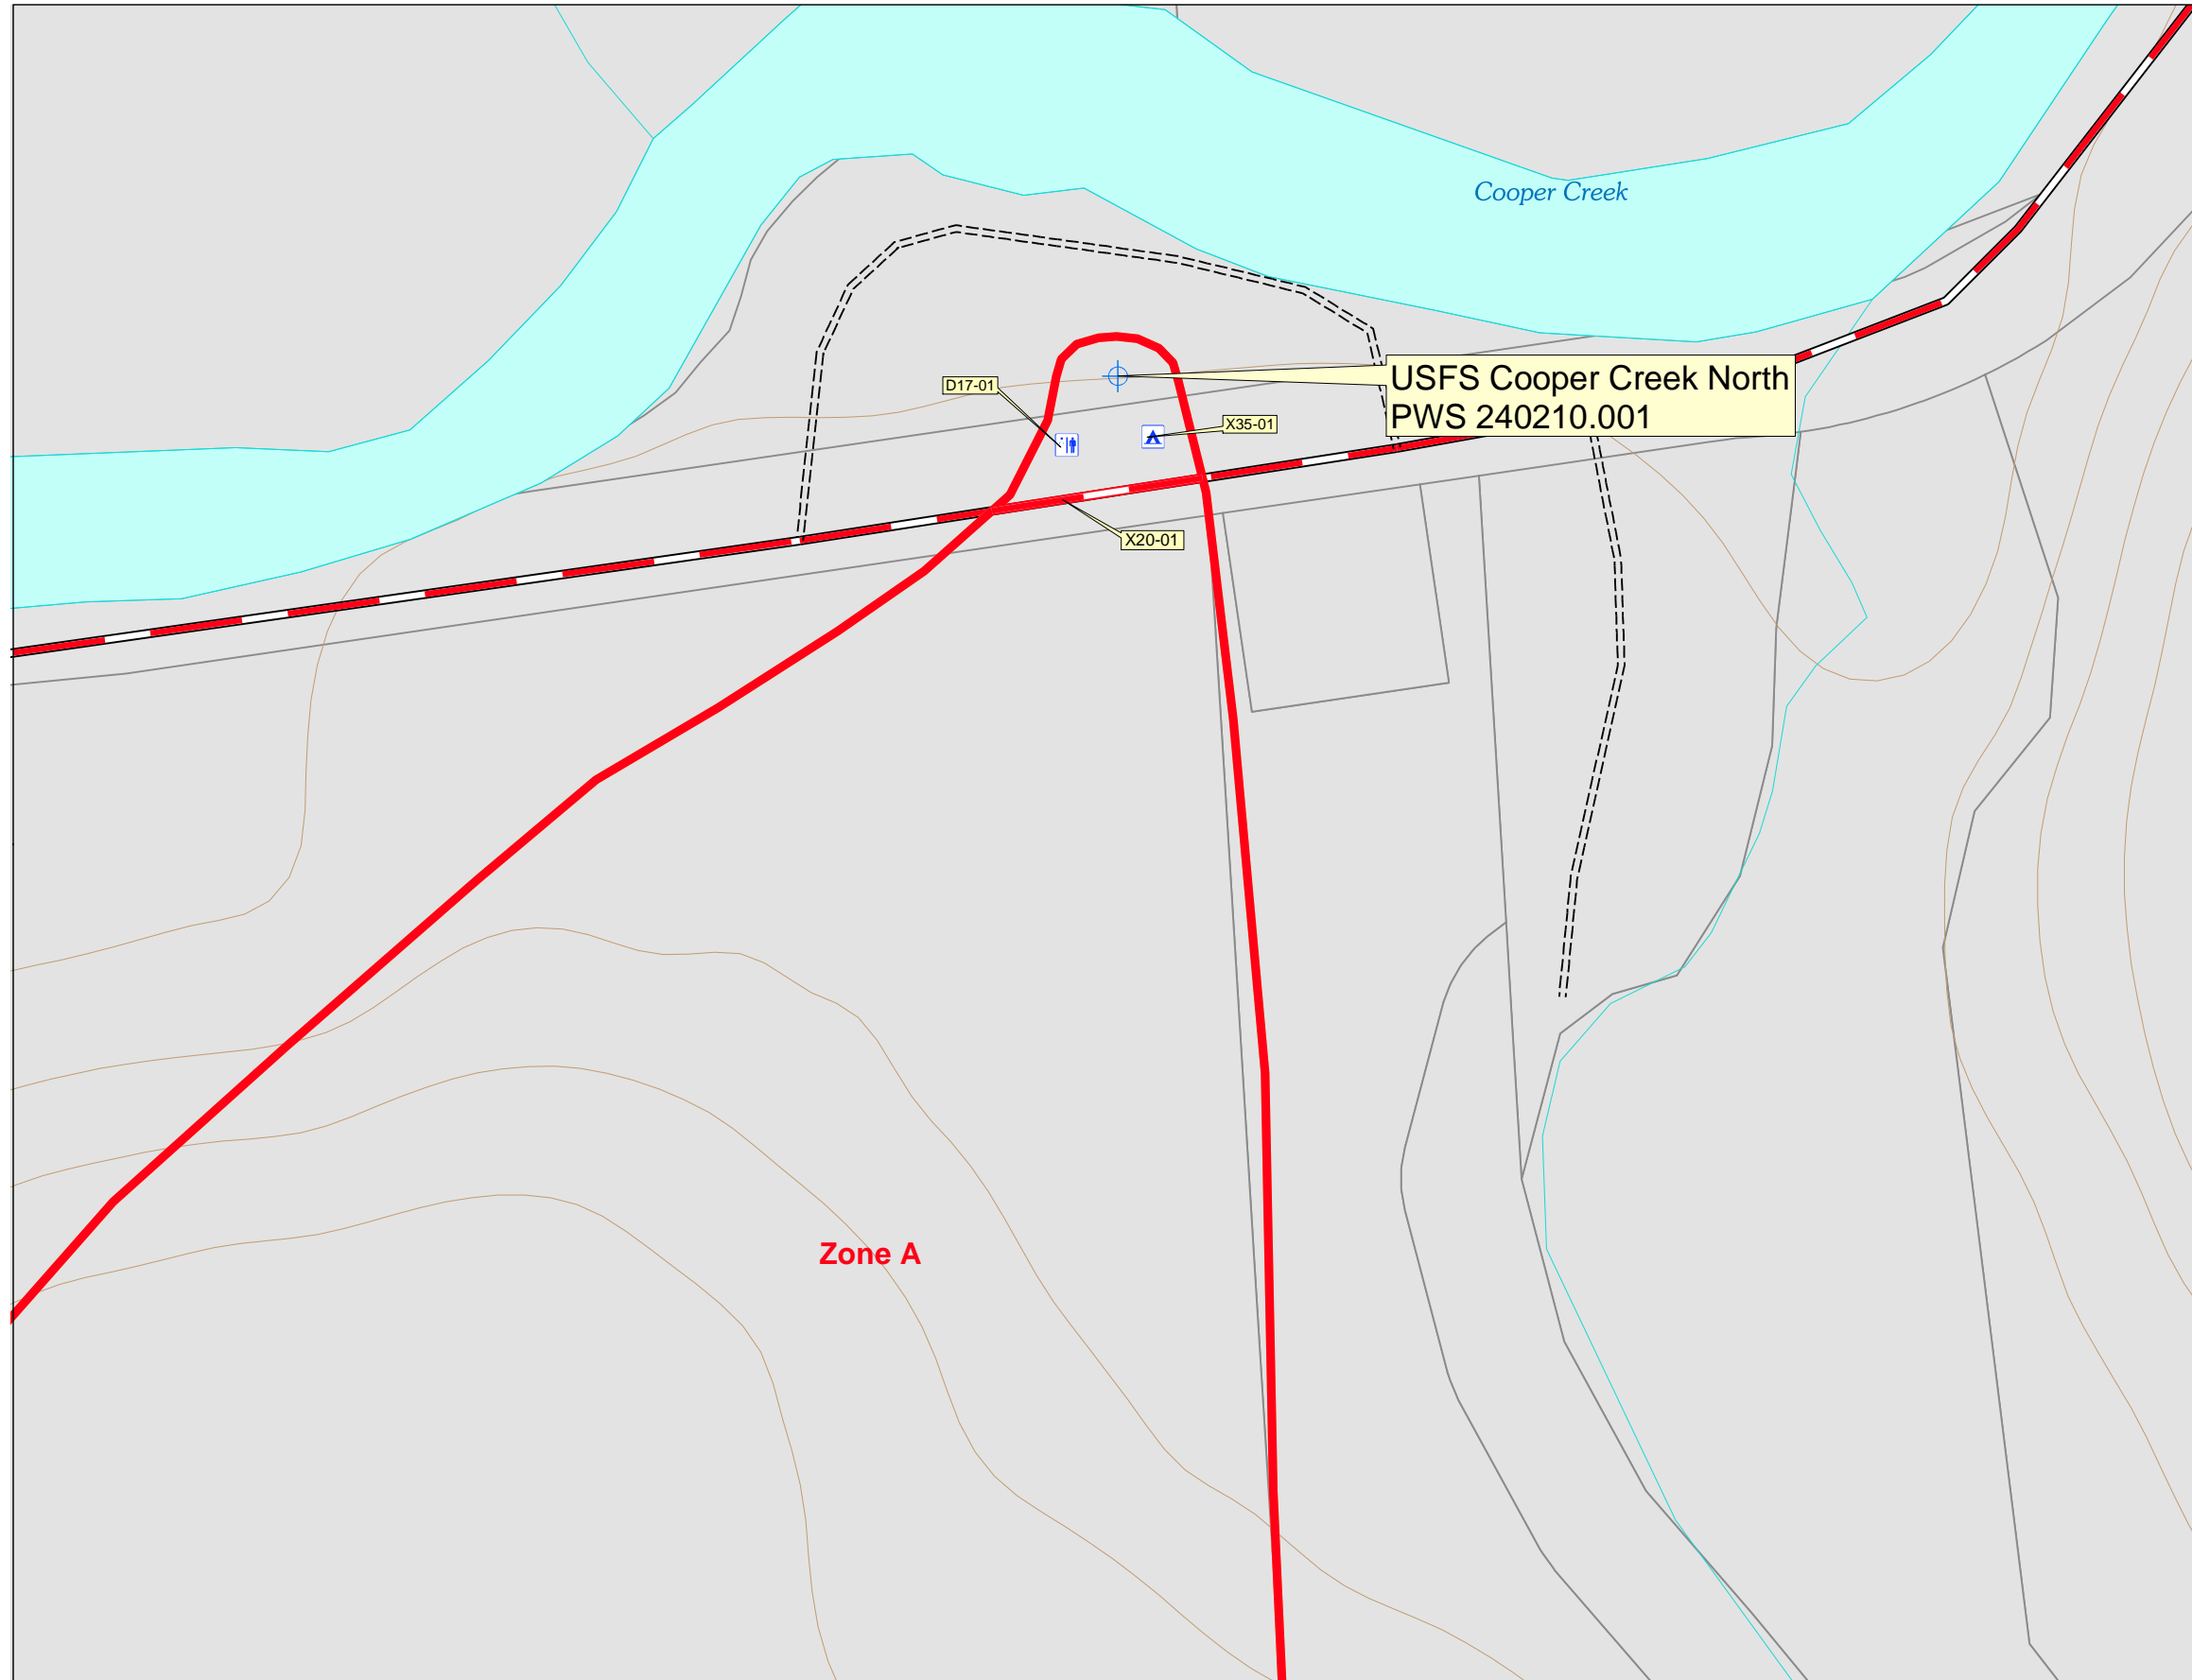 Cooper Creek
USFS Cooper Creek North
PWS 240210.001
D17-01
X35-01
X20-01
Zone A